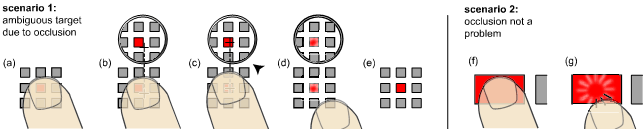 scenario 1:
ambiguous target
due to occlusion
(a)
(b)
(c)
(d)
(e)
scenario 2:
occlusion not a
problem
(f)
(g)